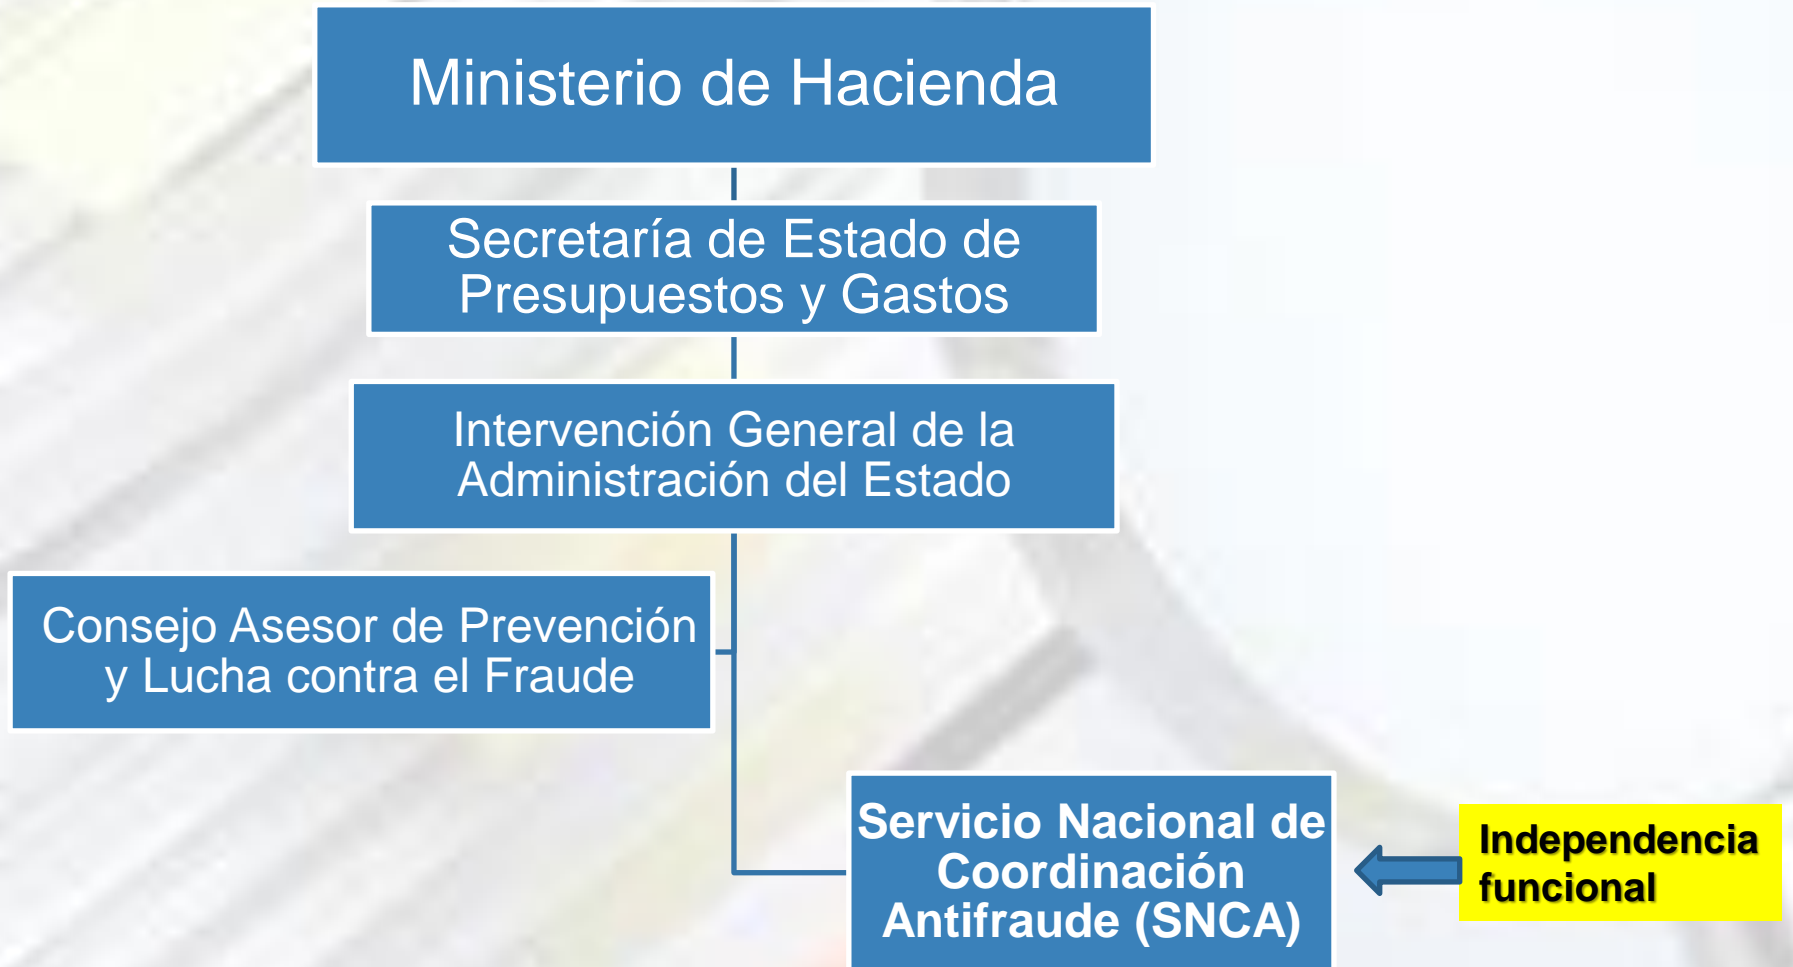 Ministerio de Hacienda
Secretaría de Estado de
Presupuestos y Gastos
Intervención General de la
Administración del Estado
Consejo Asesor de Prevención
y Lucha contra el Fraude
Servicio Nacional de
Coordinación
Antifraude (SNCA)
Independencia
funcional